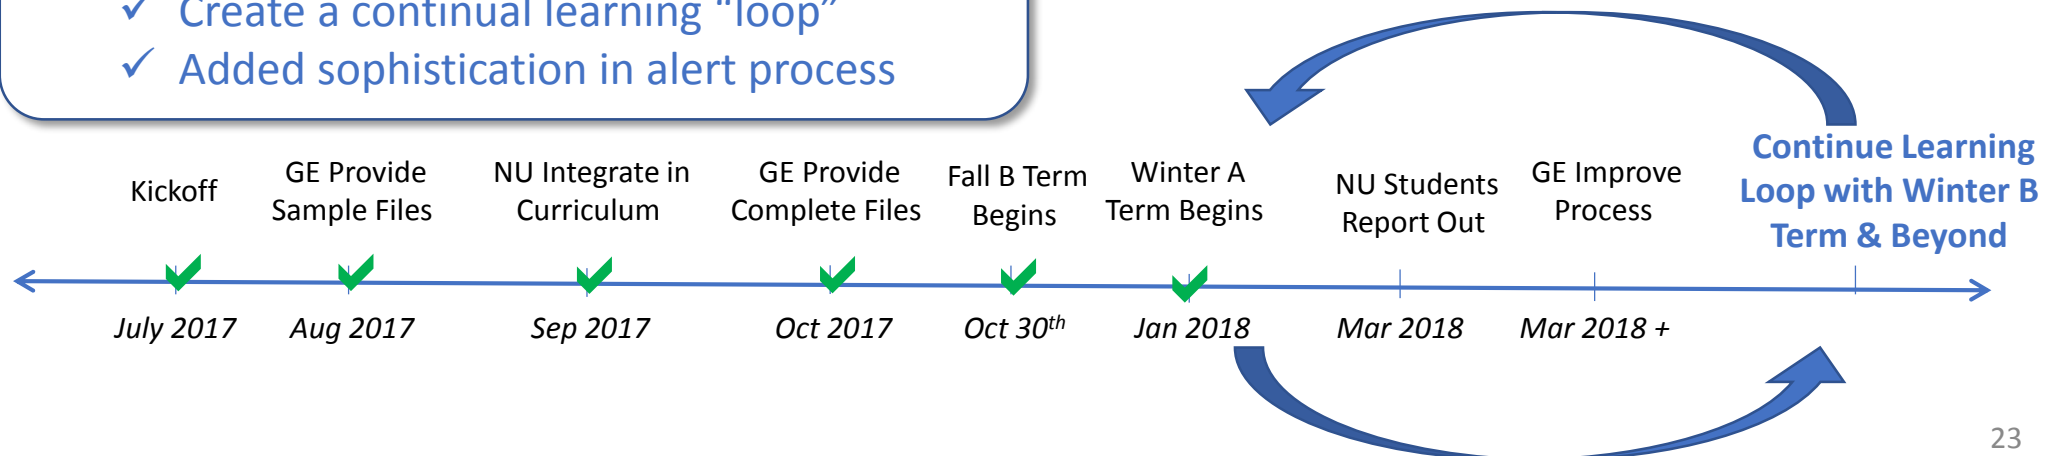 ✓ Create a continual learning “loop”
✓ Added sophistication in alert process
Kickoff
GE Provide
Sample Files
NU Integrate in
Curriculum
GE Provide
Complete Files
Fall B Term
Begins
Winter A
Term Begins
NU Students
Report Out
GE Improve
Process
Continue Learning
Loop with Winter B
Term & Beyond
July 2017
Aug 2017
Sep 2017
Oct 2017
Oct 30th
Jan 2018
Mar 2018
Mar 2018 +
23